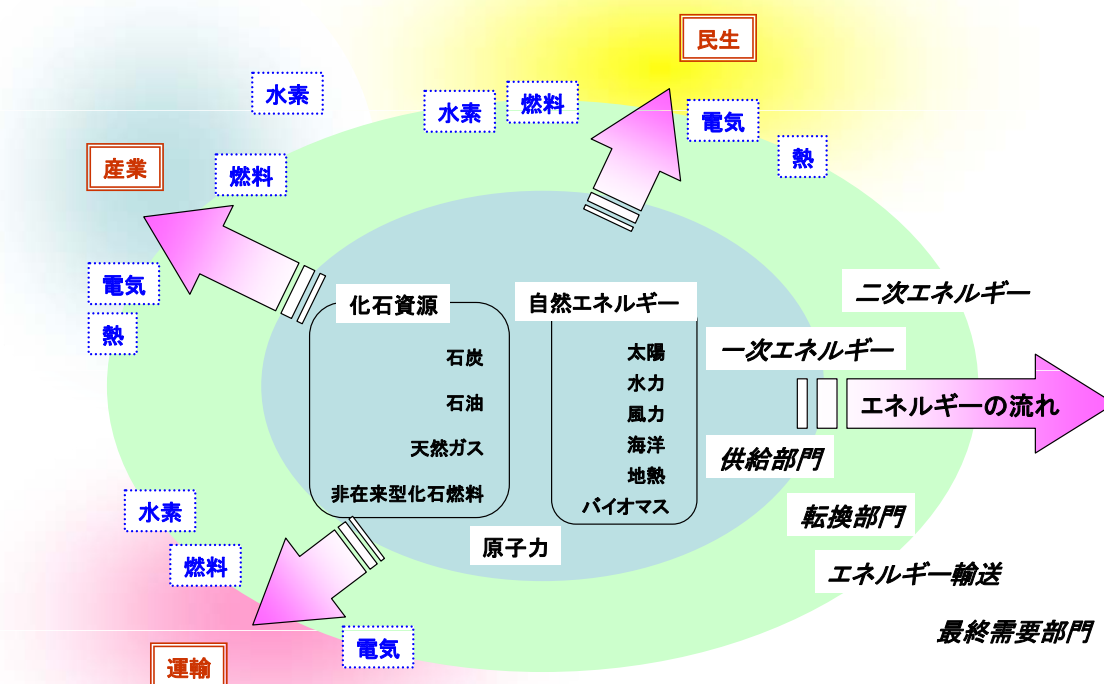 民生
水素
水素
燃料
電気
熱
産業
燃料
電気
熱
化石資源
石炭
石油
天然ガス
非在来型化石燃料
自然エネルギー
太陽
水力
風力
海洋
地熱
バイオマス
原子力
二次エネルギー
一次エネルギー
エネルギーの流れ
供給部門
転換部門
エネルギー輸送
最終需要部門
水素
燃料
電気
運輸